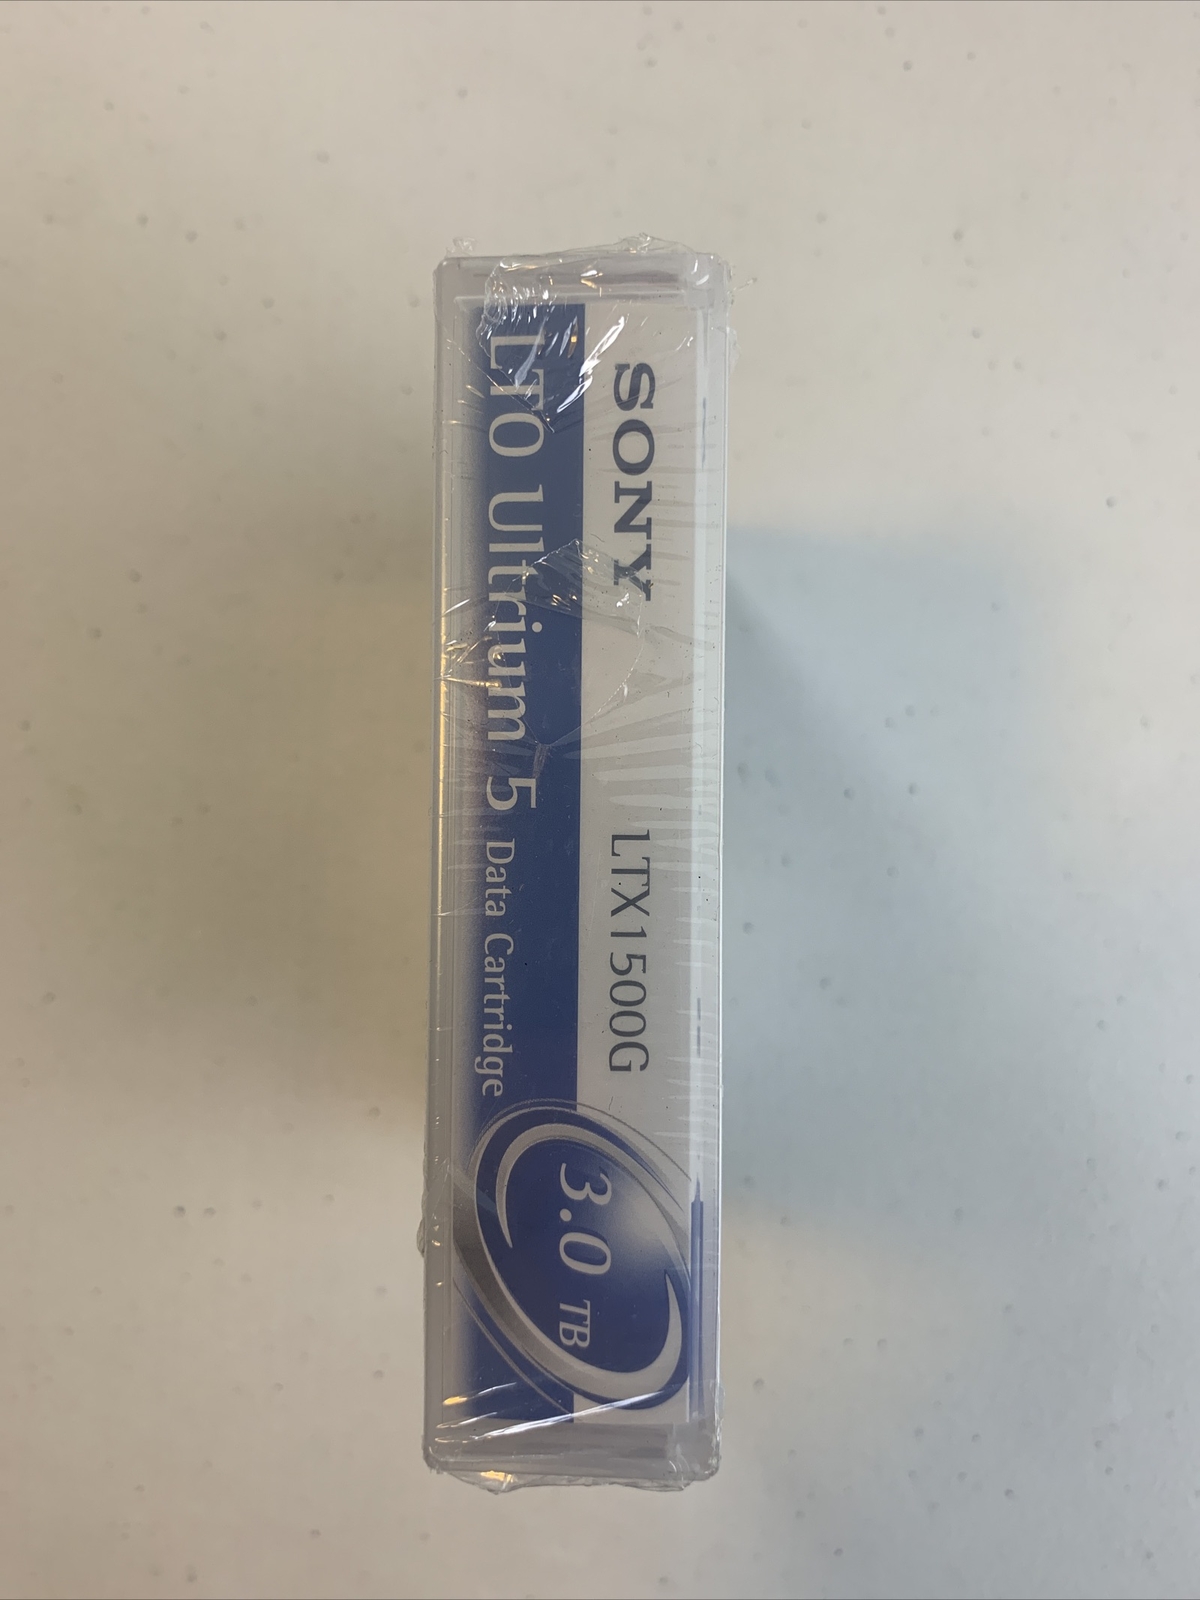 SONY LTX1500G
LTO Ultrium 5 Data Cartridge
3.0 TB